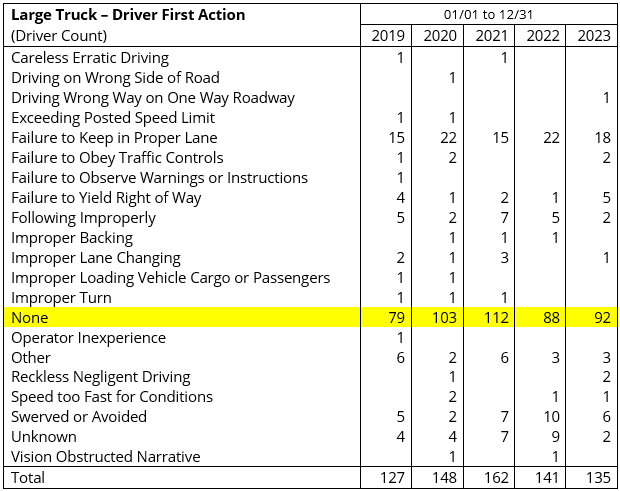 Large Truck – Driver First Action 01/01 to 12/31
(Driver Count) 2019 2020 2021 2022 2023
Careless Erratic Driving 1 1
Driving on Wrong Side of Road 1
Driving Wrong Way on One Way Roadway 1
Exceeding Posted Speed Limit 1 1
Failure to Keep in Proper Lane 15 22 15 22 18
Failure to Obey Traffic Controls 1 2 2
Failure to Observe Warnings or Instructions 1
Failure to Yield Right of Way 4 1 2 1 5
Following Improperly 5 2 7 5 2
Improper Backing 1 1 1
Improper Lane Changing 2 1 3 1
Improper Loading Vehicle Cargo or Passengers 1 1
Improper Turn 1 1 1
None 79 103 112 88 92
Operator Inexperience 1
Other 6 2 6 3 3
Reckless Negligent Driving 1 2
Speed too Fast for Conditions 2 1 1
Swerved or Avoided 5 2 7 10 6
Unknown 4 4 7 9 2
Vision Obstructed Narrative 1 1
Total 127 148 162 141 135